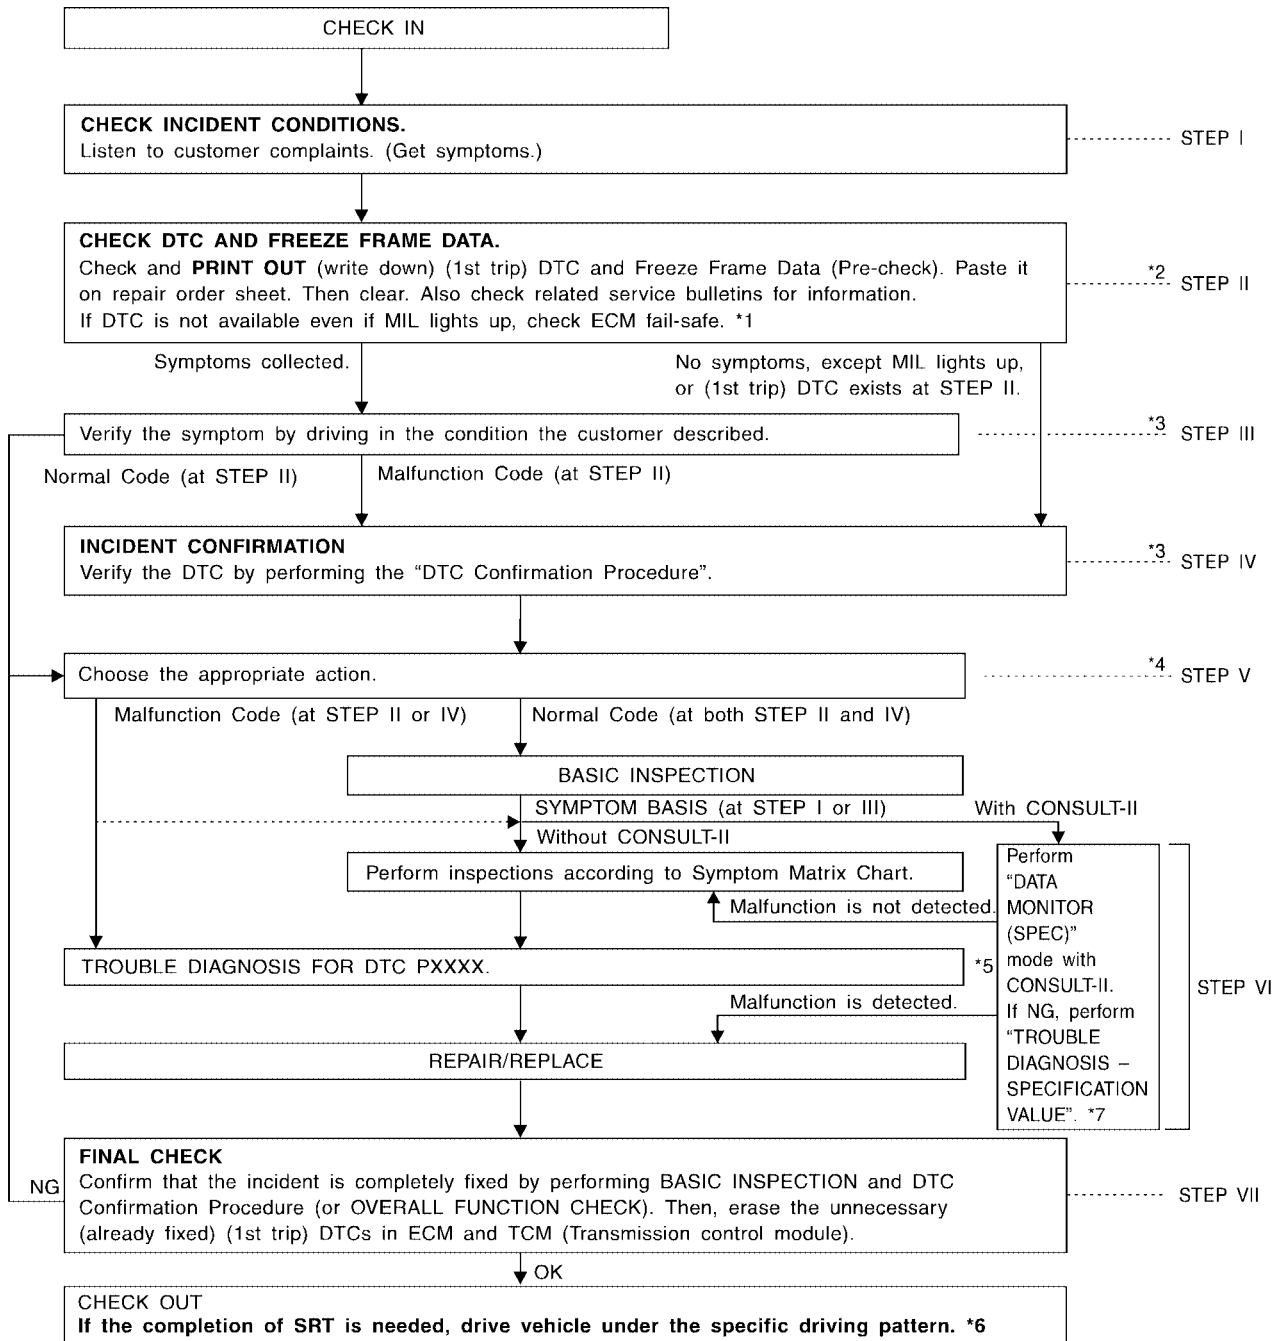 CHECK IN
CHECK INCIDENT CONDITIONS.
Listen to customer complaints. (Get symptoms.)
STEP I
CHECK DTC AND FREEZE FRAME DATA.
Check and PRINT OUT (write down) (1st trip) DTC and Freeze Frame Data (Pre-check). Paste it
on repair order sheet. Then clear. Also check related service bulletins for information.
If DTC is not available even if MIL lights up, check ECM fail-safe. *1
*2
STEP II
Symptoms collected.
No symptoms, except MIL lights up,
or (1st trip) DTC exists at STEP II.
Verify the symptom by driving in the condition the customer described.
*3
STEP III
Normal Code (at STEP II)
Malfunction Code (at STEP II)
INCIDENT CONFIRMATION
Verify the DTC by performing the “DTC Confirmation Procedure”.
*3
STEP IV
Choose the appropriate action.
*4
STEP V
Malfunction Code (at STEP II or IV)
Normal Code (at both STEP II and IV)
BASIC INSPECTION
SYMPTOM BASIS (at STEP I or III)
With CONSULT-II
Without CONSULT-II
Perform inspections according to Symptom Matrix Chart.
Malfunction is not detected.
Perform
“DATA
MONITOR
(SPEC)”
mode with
CONSULT-II.
If NG, perform
“TROUBLE
DIAGNOSIS –
SPECIFICATION
VALUE”. *7
STEP VI
TROUBLE DIAGNOSIS FOR DTC PXXXX.
*5
Malfunction is detected.
REPAIR/REPLACE
FINAL CHECK
Confirm that the incident is completely fixed by performing BASIC INSPECTION and DTC
Confirmation Procedure (or OVERALL FUNCTION CHECK). Then, erase the unnecessary
(already fixed) (1st trip) DTCs in ECM and TCM (Transmission control module).
NG
STEP VII
OK
CHECK OUT
If the completion of SRT is needed, drive vehicle under the specific driving pattern. *6